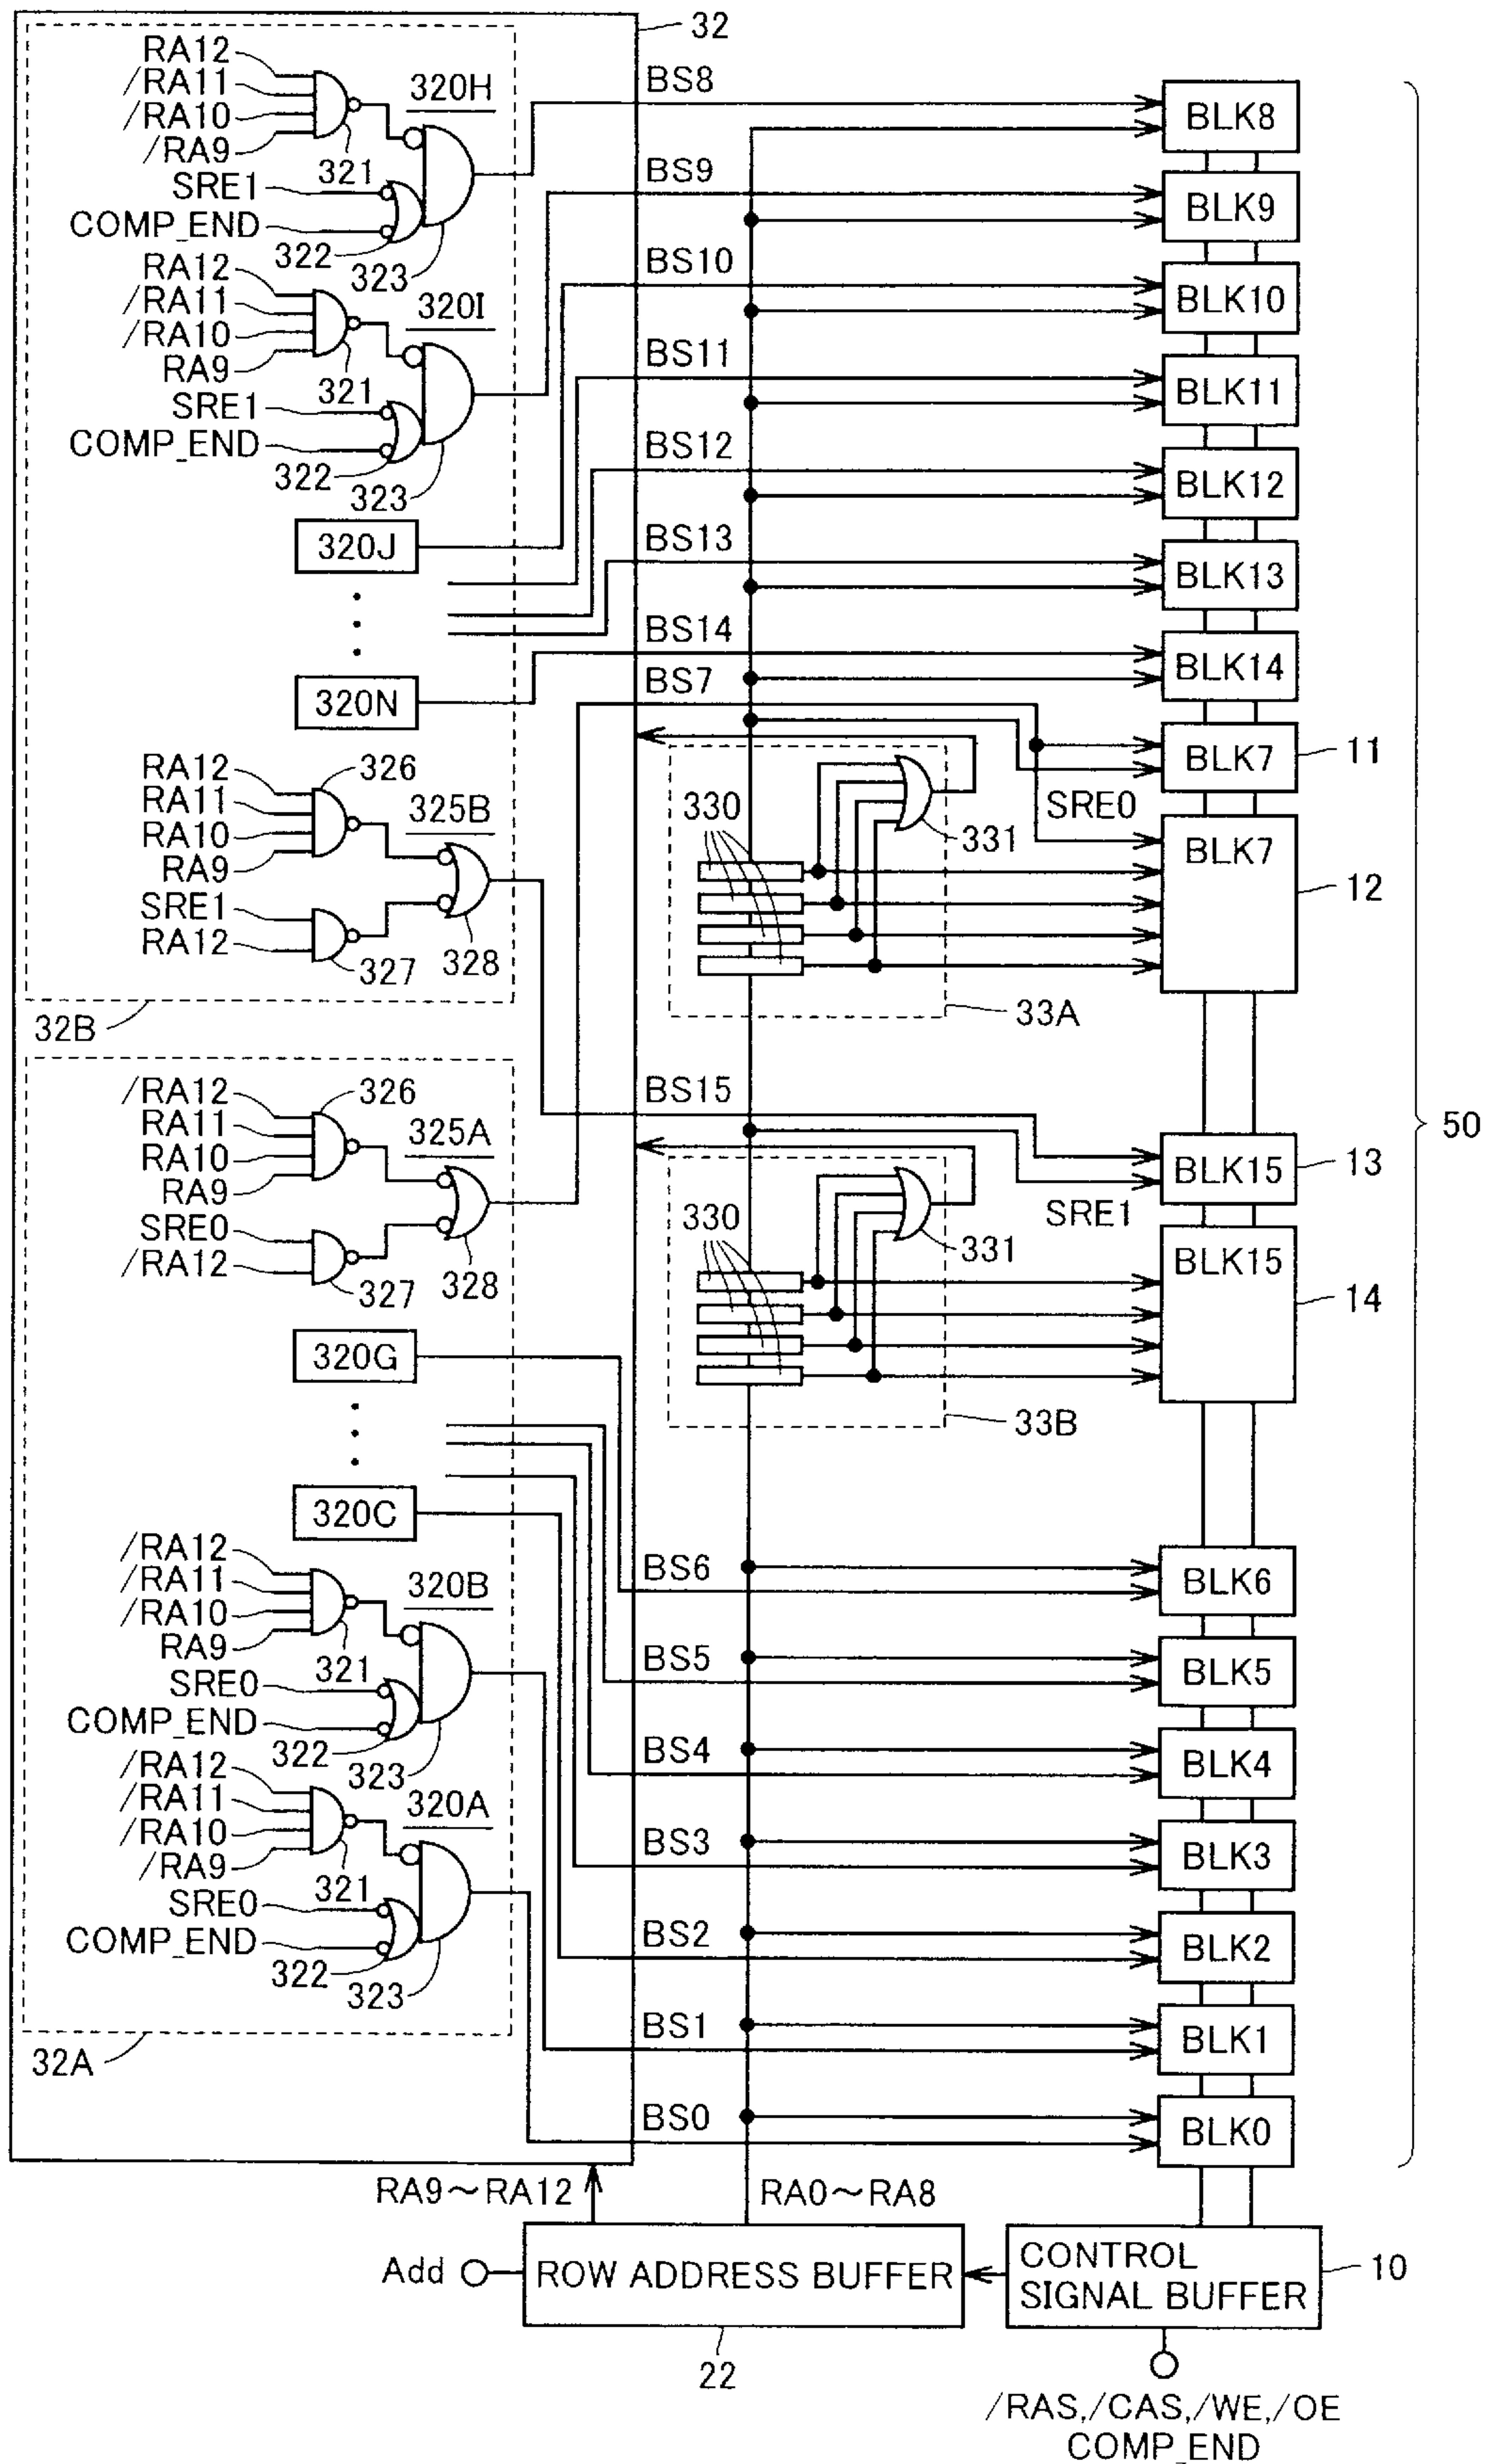 32
RA12
/RA11
/RA10
/RA9
320H
321
SRE1
COMP_END
322
323
BS8
BLK8
RA12
/RA11
/RA10
RA9
320I
321
SRE1
COMP_END
322
323
BS9
BLK9
BS10
BLK10
BS11
BLK11
BS12
BLK12
320J
BS13
BLK13
BS14
BLK14
320N
BS7
BLK7
11
RA12
RA11
RA10
RA9
326
325B
SRE1
RA12
327
328
330
331
SRE0
BLK7
12
32B
33A
/RA12
RA11
RA10
RA9
326
325A
SRE0
/RA12
327
328
BS15
BLK15
13
50
330
331
SRE1
BLK15
14
33B
320G
320C
/RA12
/RA11
/RA10
RA9
320B
321
SRE0
COMP_END
322
323
BS6
BLK6
BS5
BLK5
BS4
BLK4
/RA12
/RA11
/RA10
/RA9
320A
321
SRE0
COMP_END
322
323
BS3
BLK3
BS2
BLK2
BS1
BLK1
32A
BS0
BLK0
RA9~RA12
RA0~RA8
Add
ROW ADDRESS BUFFER
22
CONTROL
SIGNAL BUFFER
10
/RAS,/CAS,/WE,/OE
COMP_END